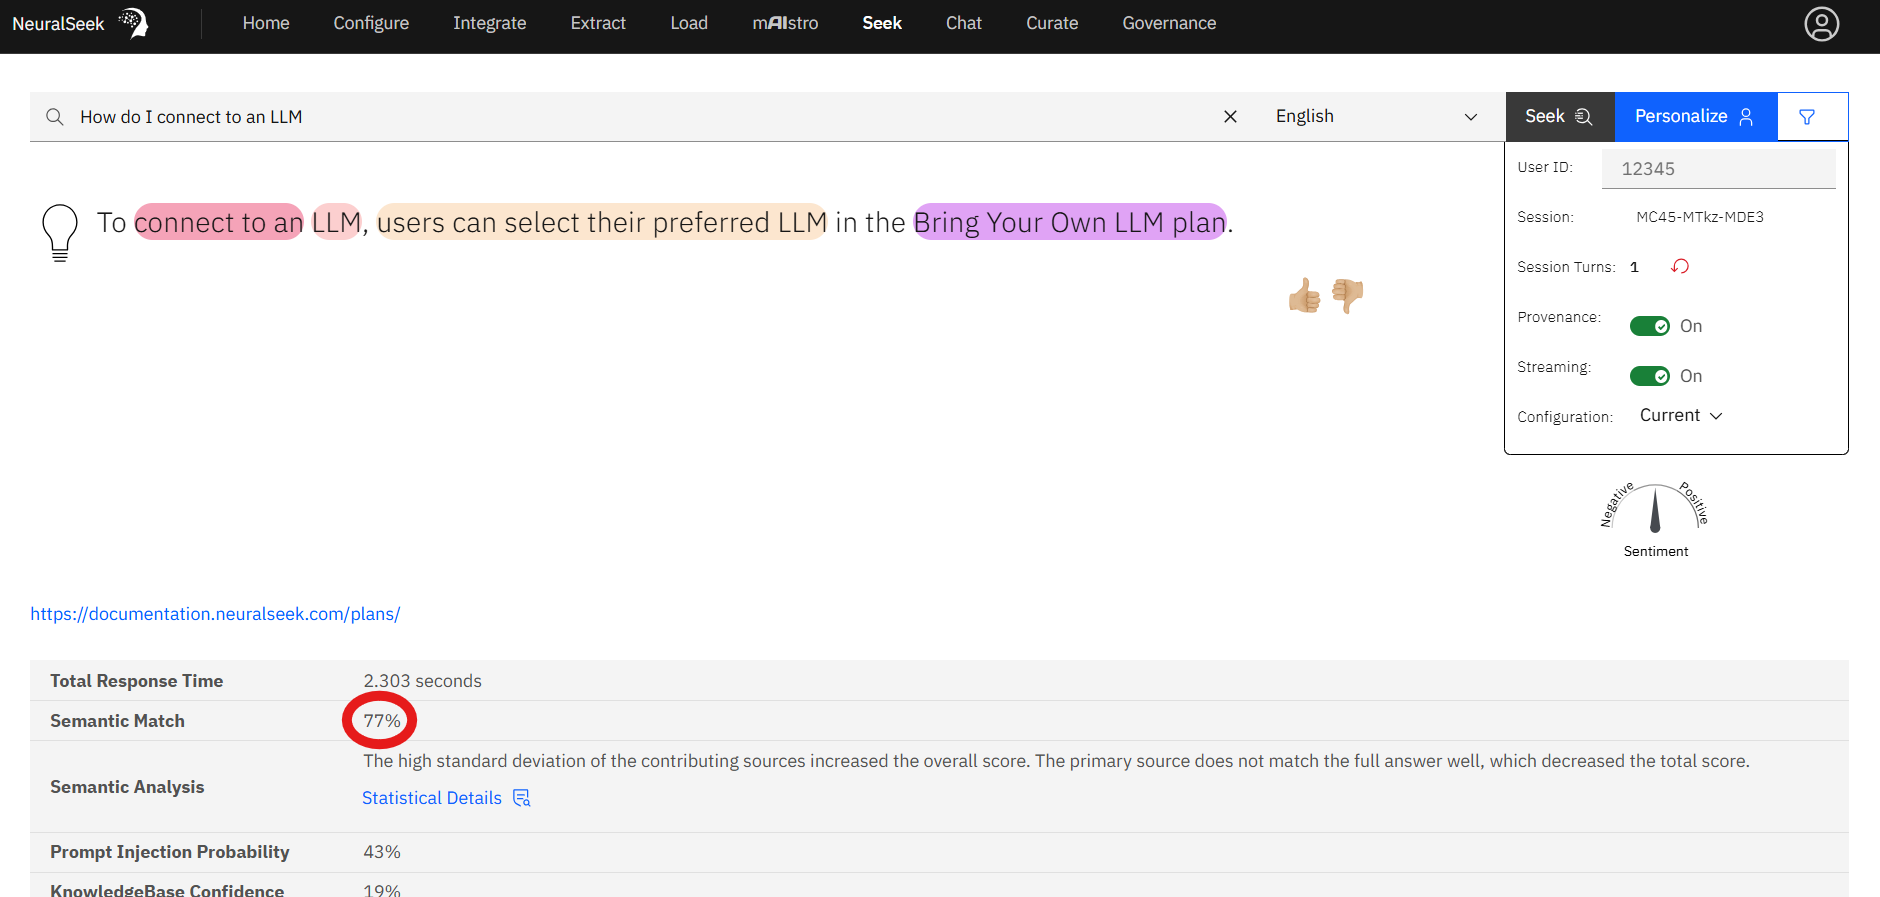 NeuralSeek
Home Configure Integrate Extract Load mAIstro Seek Chat Curate Governance
How do I connect to an LLM
English
Seek
Personalize
User ID: 12345
Session: MC45-MTkz-MDE3
Session Turns: 1
Provenance: On
Streaming: On
Configuration: Current
To connect to an LLM, users can select their preferred LLM in the Bring Your Own LLM plan.
Negative Positive
Sentiment
https://documentation.neuralseek.com/plans/
Total Response Time 2.303 seconds
Semantic Match 77%
Semantic Analysis The high standard deviation of the contributing sources increased the overall score. The primary source does not match the full answer well, which decreased the total score.
Statistical Details
Prompt Injection Probability 43%
KnowledgeBase Confidence 19%